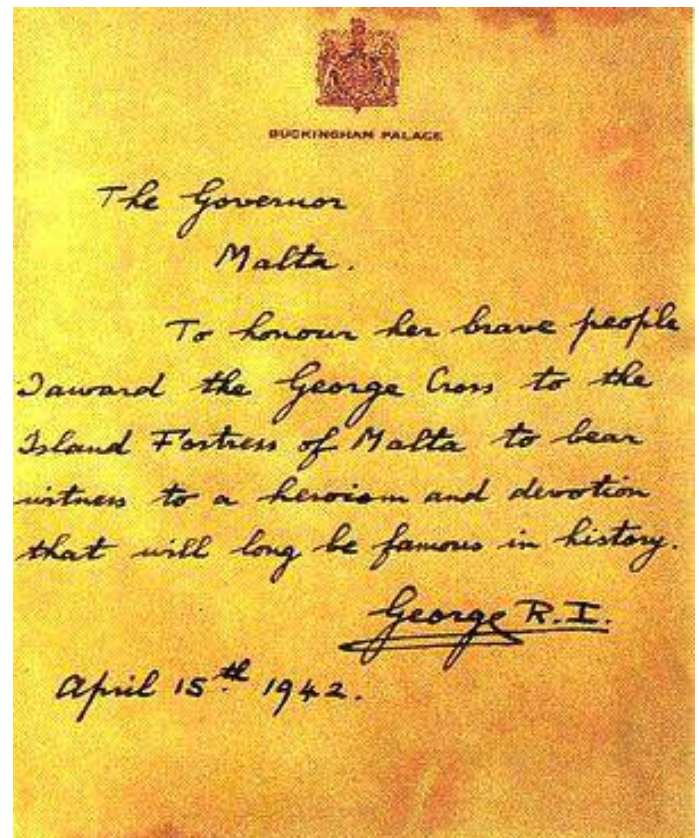 BUCKINGHAM PALACE
The Governor
Malta.
To honour her brave people
I award the George Cross to the
Island Fortress of Malta to bear
witness to a heroism and devotion
that will long be famous in history.
George R.I.
April 15th 1942.